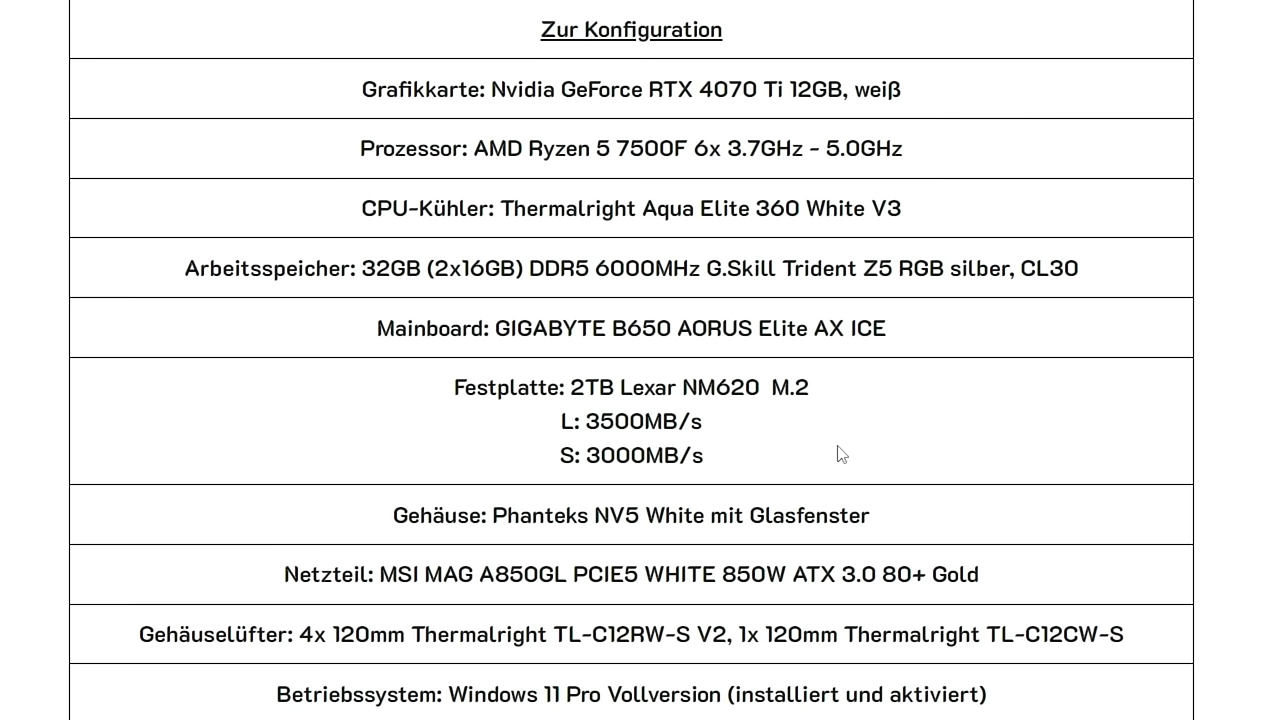 Zur Konfiguration
Grafikkarte: Nvidia GeForce RTX 4070 Ti 12GB, weiß
Prozessor: AMD Ryzen 5 7500F 6x 3.7GHz - 5.0GHz
CPU-Kühler: Thermalright Aqua Elite 360 White V3
Arbeitsspeicher: 32GB (2x16GB) DDR5 6000MHz G.Skill Trident Z5 RGB silber, CL30
Mainboard: GIGABYTE B650 AORUS Elite AX ICE
Festplatte: 2TB Lexar NM620 M.2
L: 3500MB/s
S: 3000MB/s
Gehäuse: Phanteks NV5 White mit Glasfenster
Netzteil: MSI MAG A850GL PCIE5 WHITE 850W ATX 3.0 80+ Gold
Gehäuselüfter: 4x 120mm Thermalright TL-C12RW-S V2, 1x 120mm Thermalright TL-C12CW-S
Betriebssystem: Windows 11 Pro Vollversion (installiert und aktiviert)